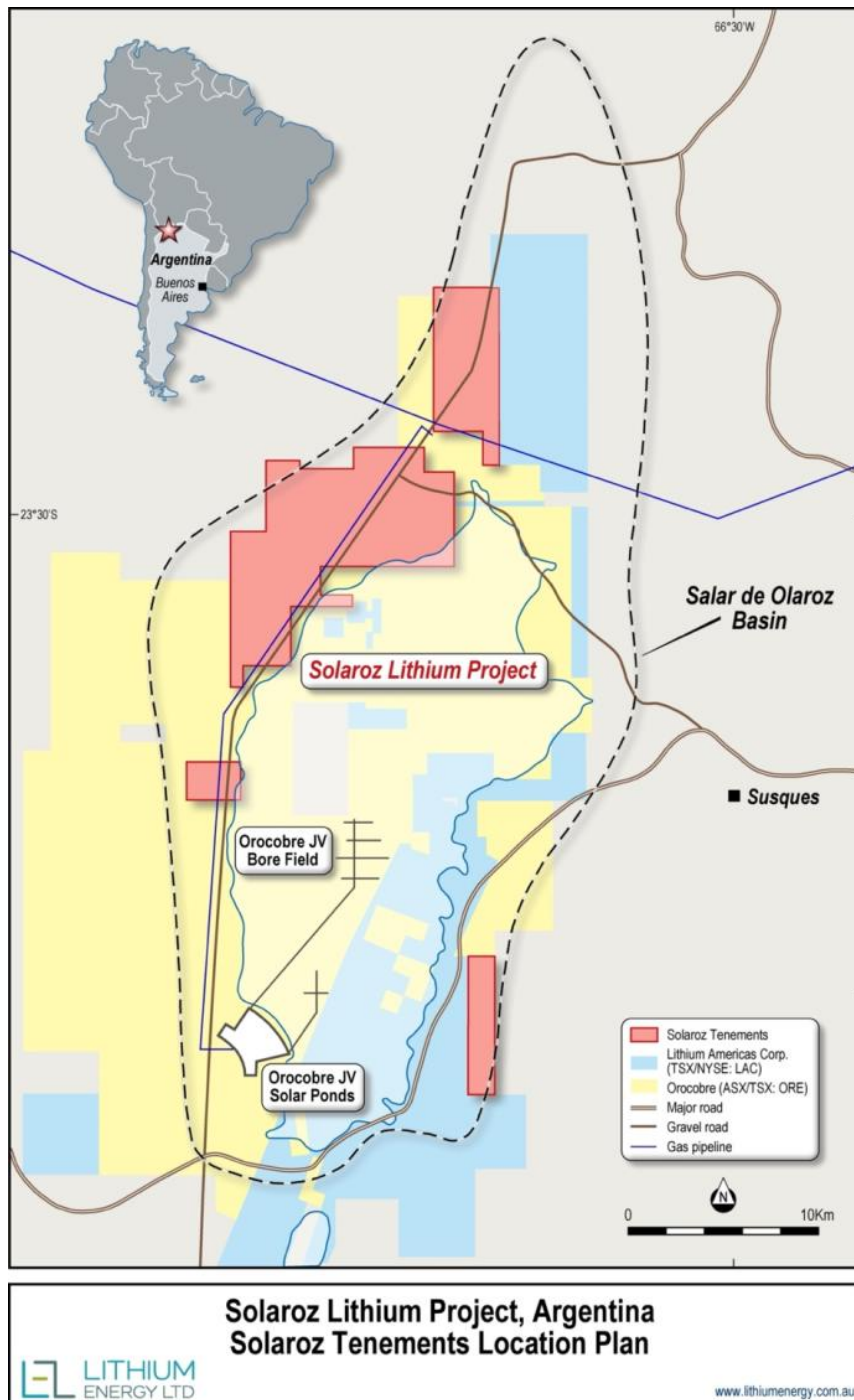 66°30'W
Argentina
Buenos
Aires
23°30'S
Salar de Olaroz
Basin
Solaroz Lithium Project
Susques
Orocobre JV
Bore Field
Orocobre JV
Solar Ponds
Solaroz Tenements
Lithium Americas Corp.
(TSX/NYSE: LAC)
Orocobre (ASX/TSX: ORE)
Major road
Gravel road
Gas pipeline
N
0 10Km
Solaroz Lithium Project, Argentina
Solaroz Tenements Location Plan
LITHIUM
ENERGY LTD
www.lithiumenergy.com.au